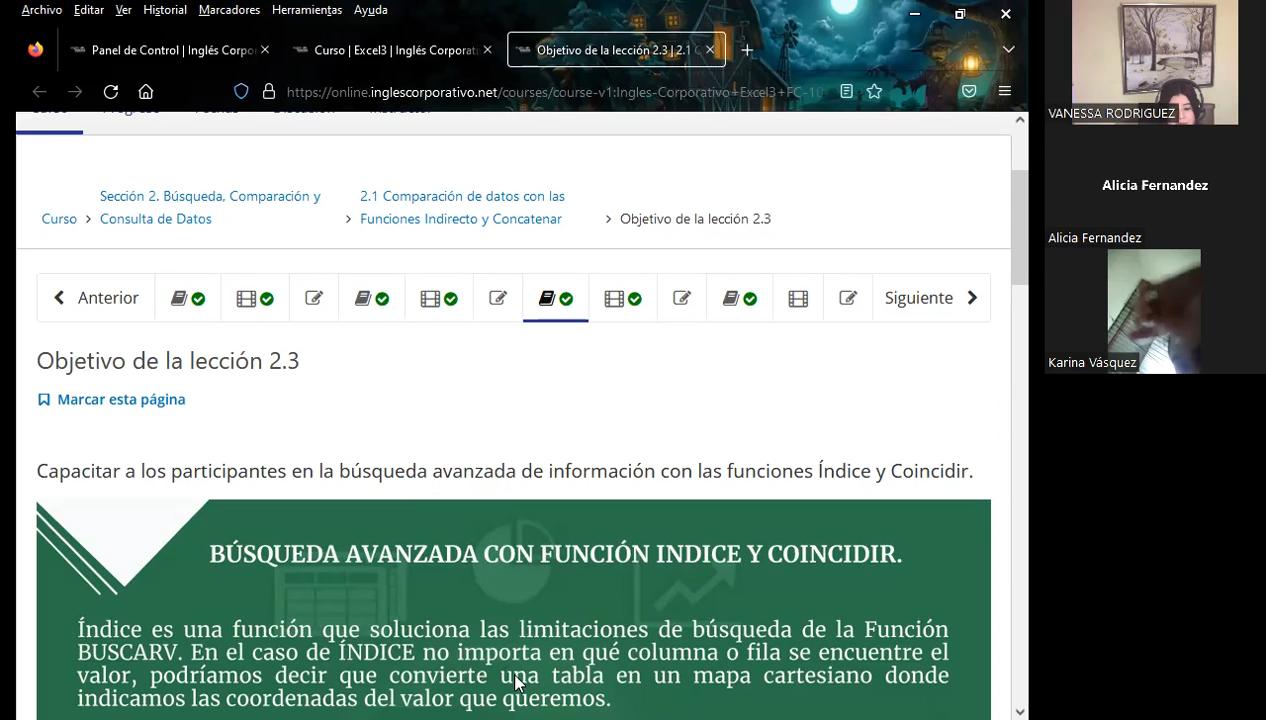 Archivo Editar Ver Historial Marcadores Herramientas Ayuda
Panel de Control | Inglés Corpo
Curso | Excel3 | Inglés Corporat
Objetivo de la lección 2.3 | 2.1 C
https://online.inglescorporativo.net/courses/course-v1:Ingles-Corporativo+Excel3+FC-10
Curso > Sección 2. Búsqueda, Comparación y
Consulta de Datos
> 2.1 Comparación de datos con las
Funciones Indirecto y Concatenar
> Objetivo de la lección 2.3
Anterior
Siguiente
Objetivo de la lección 2.3
Marcar esta página
Capacitar a los participantes en la búsqueda avanzada de información con las funciones Índice y Coincidir.
BÚSQUEDA AVANZADA CON FUNCIÓN INDICE Y COINCIDIR.
Índice es una función que soluciona las limitaciones de búsqueda de la Función
BUSCARV. En el caso de ÍNDICE no importa en qué columna o fila se encuentre el
valor, podríamos decir que convierte una tabla en un mapa cartesiano donde
indicamos las coordenadas del valor que queremos.
VANESSA RODRIGUEZ
Alicia Fernandez
Alicia Fernandez
Karina Vásquez